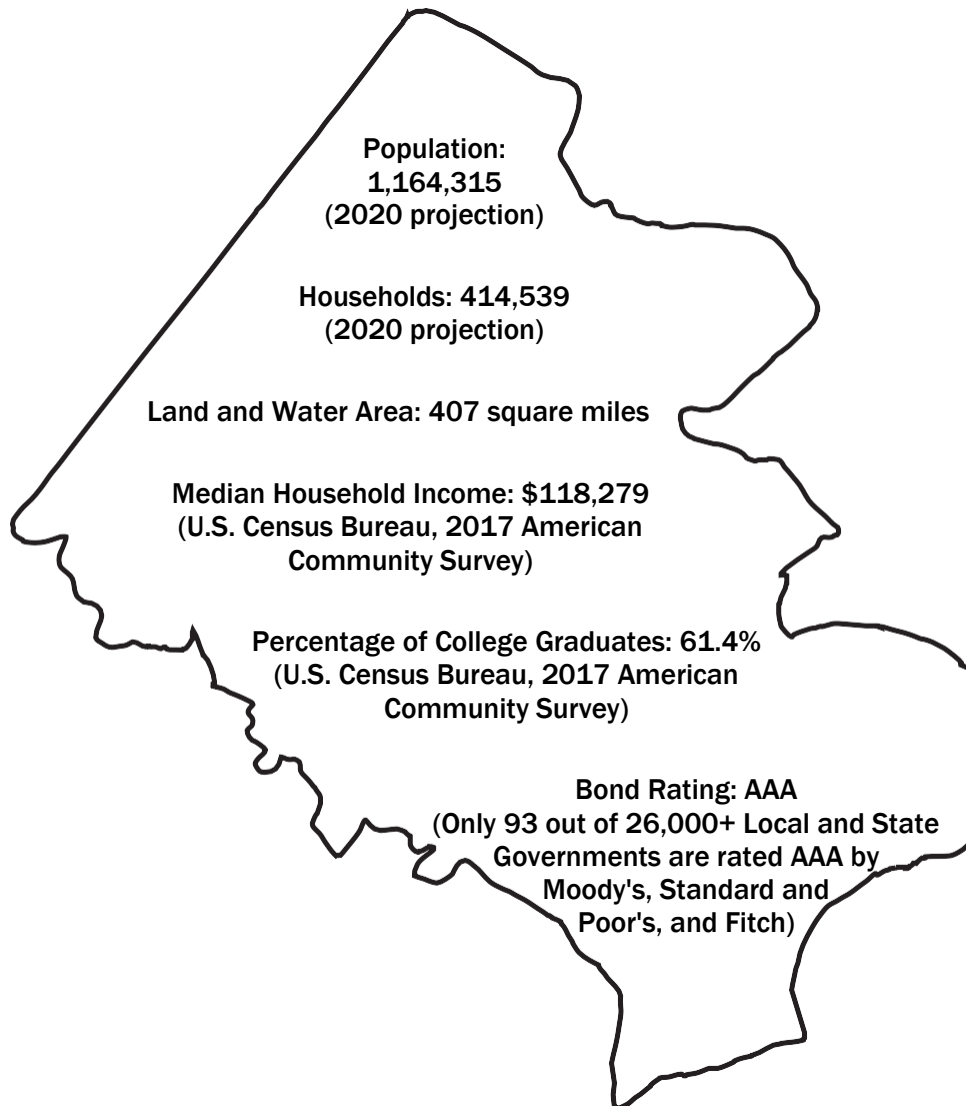 Population:
1,164,315
(2020 projection)
Households: 414,539
(2020 projection)
Land and Water Area: 407 square miles
Median Household Income: $118,279
(U.S. Census Bureau, 2017 American
Community Survey)
Percentage of College Graduates: 61.4%
(U.S. Census Bureau, 2017 American
Community Survey)
Bond Rating: AAA
(Only 93 out of 26,000+ Local and State
Governments are rated AAA by
Moody's, Standard and
Poor's, and Fitch)